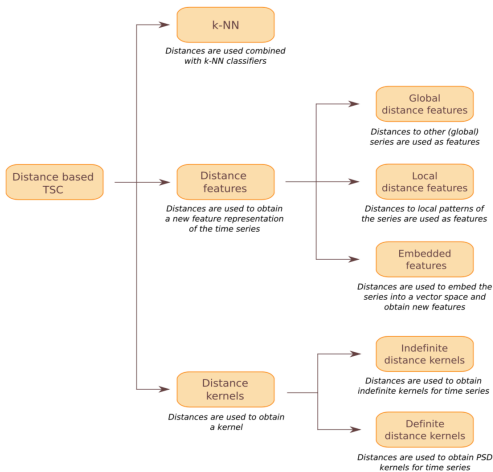 k-NN
Distances are used combined
with k-NN classifiers
Global
distance features
Distances to other (global)
series are used as features
Distance based
TSC
Distance
features
Distances are used to obtain
a new feature representation
of the time series
Local
distance features
Distances to local patterns of
the series are used as features
Embedded
features
Distances are used to embed the
series into a vector space and
obtain new features
Distance
kernels
Distances are used to obtain
a kernel
Indefinite
distance kernels
Distances are used to obtain
indefinite kernels for time series
Definite
distance kernels
Distances are used to obtain PSD
kernels for time series